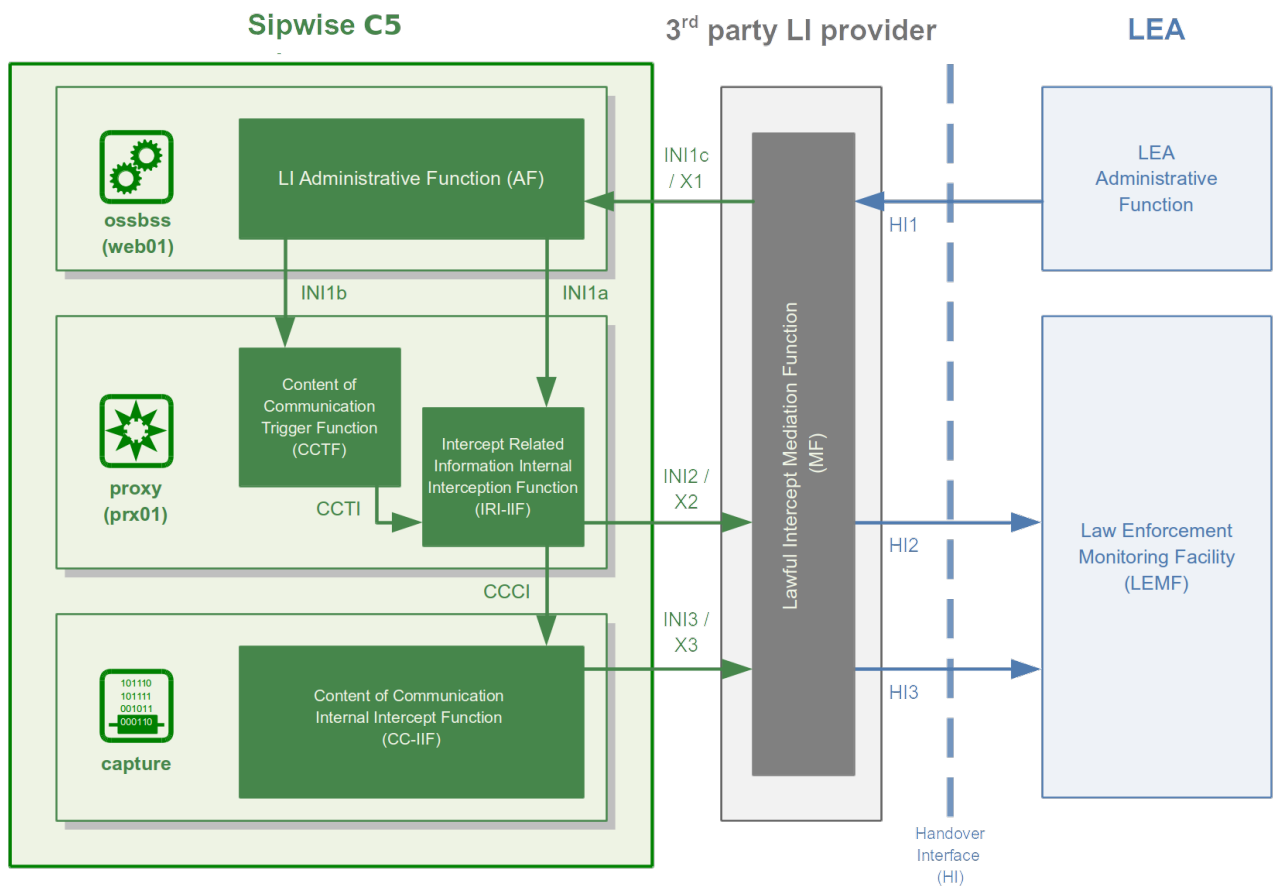 Sipwise C5
3rd party LI provider
LEA
ossbss
(web01)
LI Administrative Function (AF)
INI1c
/ X1
HI1
LEA
Administrative
Function
INI1b
INI1a
proxy
(prx01)
Content of
Communication
Trigger Function
(CCTF)
CCTI
Intercept Related
Information Internal
Interception Function
(IRI-IIF)
INI2 /
X2
Lawful Intercept Mediation Function
(MF)
HI2
Law Enforcement
Monitoring Facility
(LEMF)
CCCI
101110
101111
001011
000110
capture
Content of Communication
Internal Intercept Function
(CC-IIF)
INI3 /
X3
HI3
Handover
Interface
(HI)